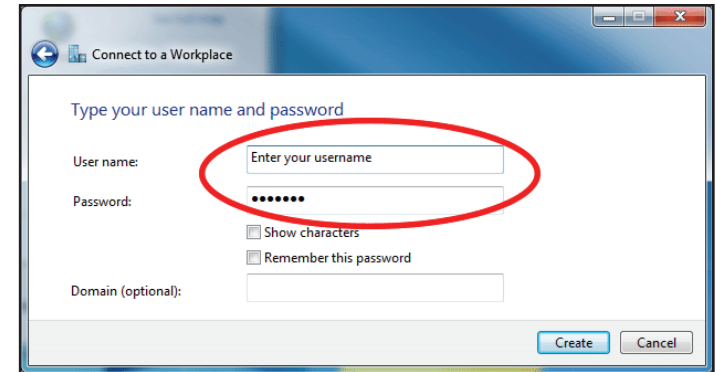 Connect to a Workplace
Type your user name and password
User name:
Enter your username
Password:
•••••••
Show characters
Remember this password
Domain (optional):
Create
Cancel